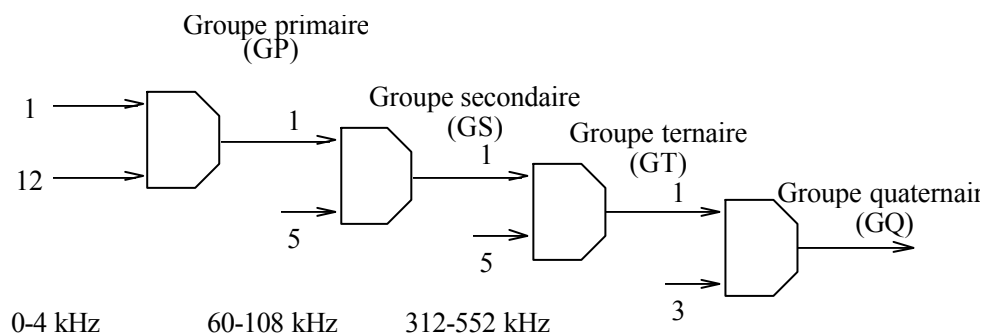 Groupe primaire
(GP)
1
12
1
Groupe secondaire
(GS)
5
1
Groupe ternaire
(GT)
5
1
Groupe quaternair
(GQ)
3
0-4 kHz 60-108 kHz 312-552 kHz